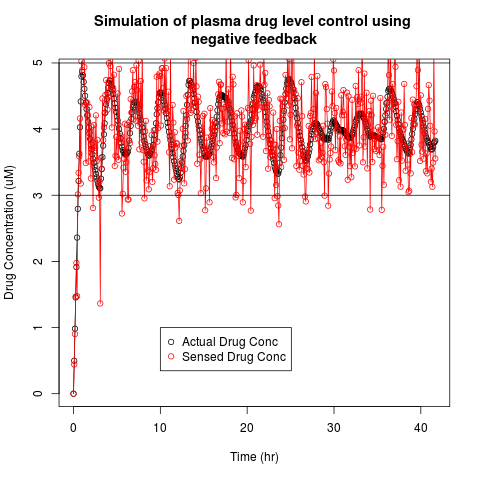 Simulation of plasma drug level control using
negative feedback
Drug Concentration (uM)
5
4
3
2
1
0
Actual Drug Conc
Sensed Drug Conc
0 10 20 30 40
Time (hr)